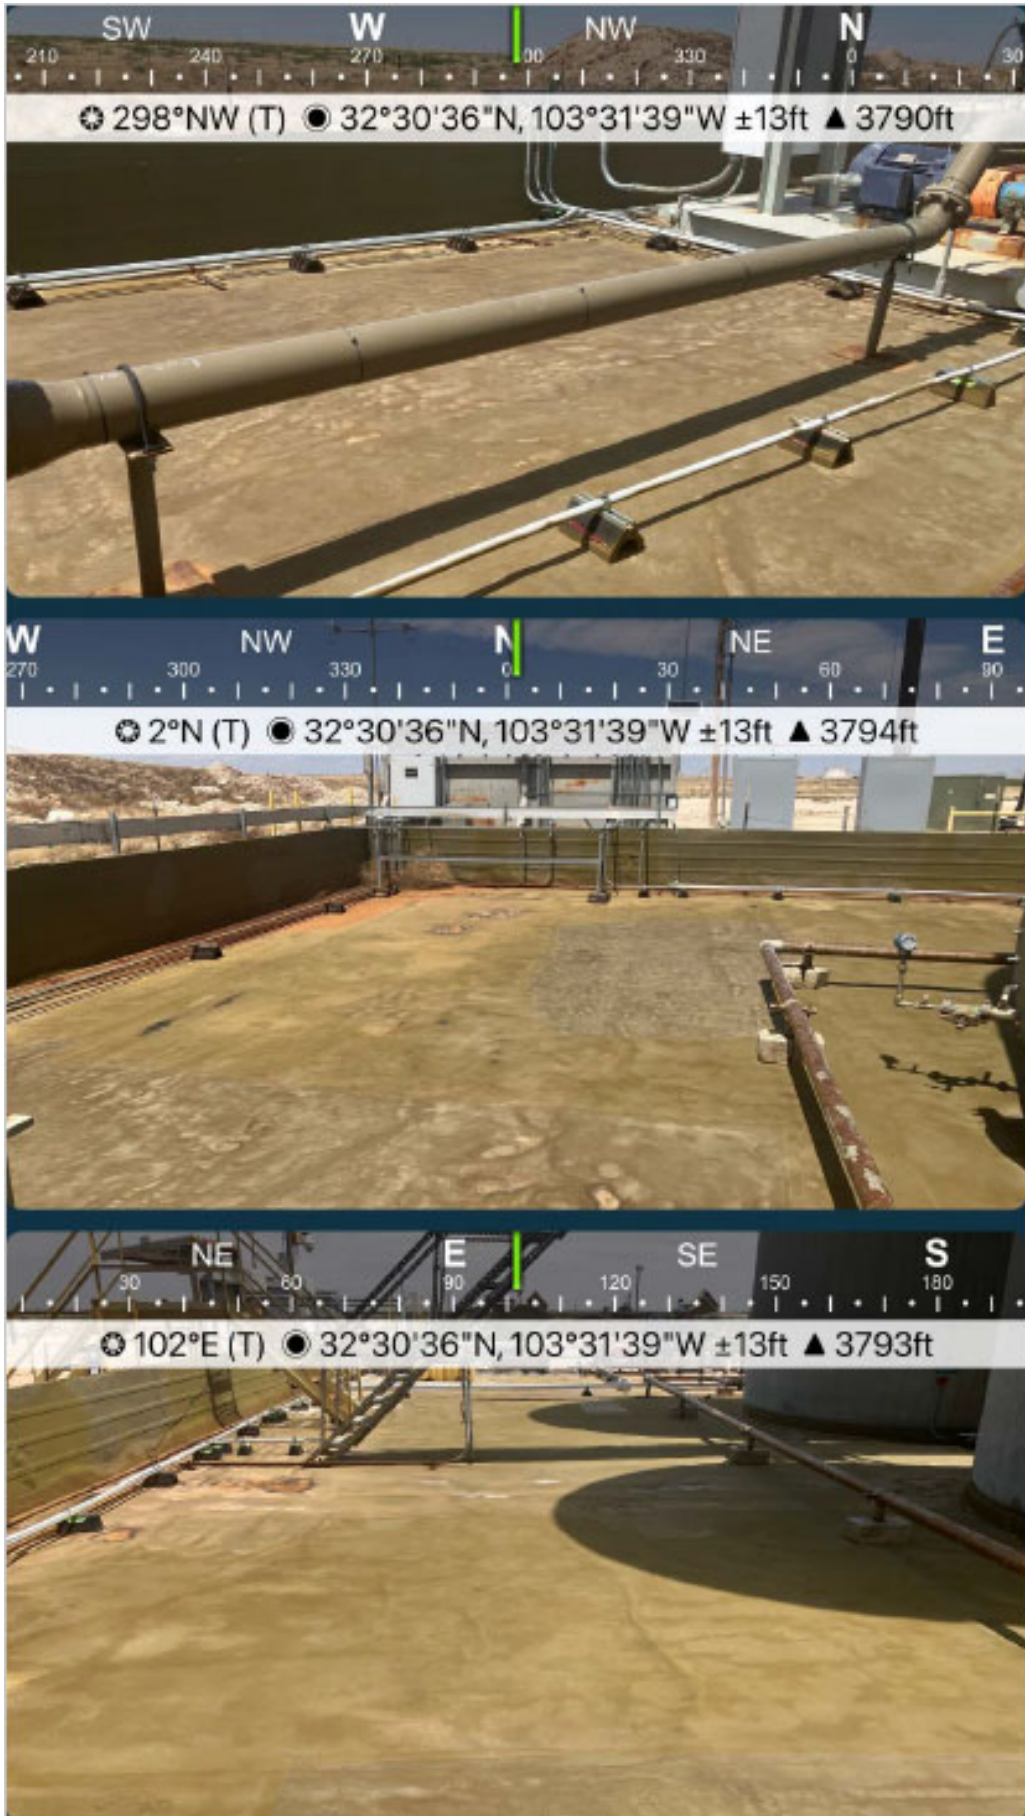 SW W NW N
210 240 270 00 330 0 30
298°NW (T) 32°30'36"N, 103°31'39"W ±13ft ▲ 3790ft
W NW N NE E
270 300 330 0 30 60 90
2°N (T) 32°30'36"N, 103°31'39"W ±13ft ▲ 3794ft
NE E SE S
30 60 90 120 150 180
102°E (T) 32°30'36"N, 103°31'39"W ±13ft ▲ 3793ft